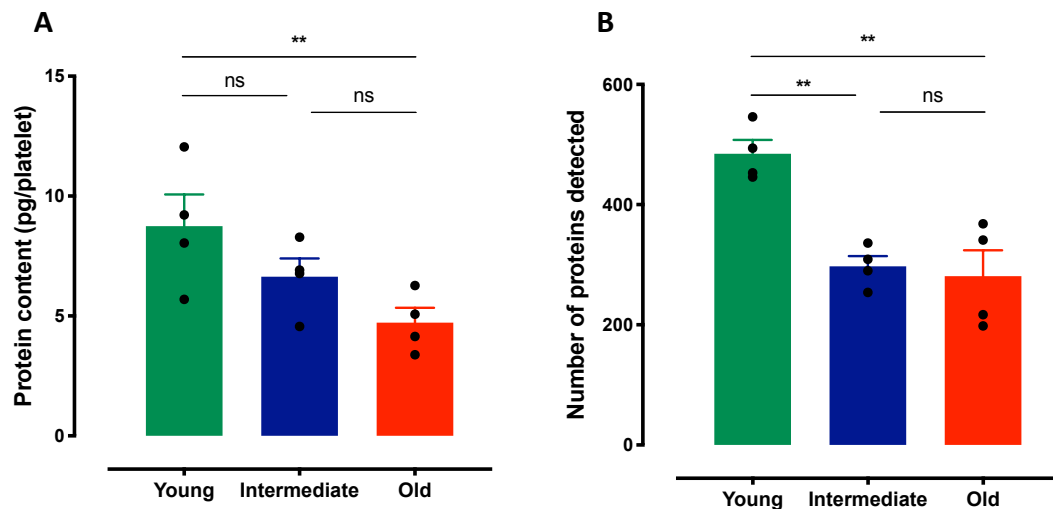 A
**
ns
ns
Protein content (pg/platelet)
15
10
5
0
Young Intermediate Old
B
**
**
ns
Number of proteins detected
600
400
200
0
Young Intermediate Old